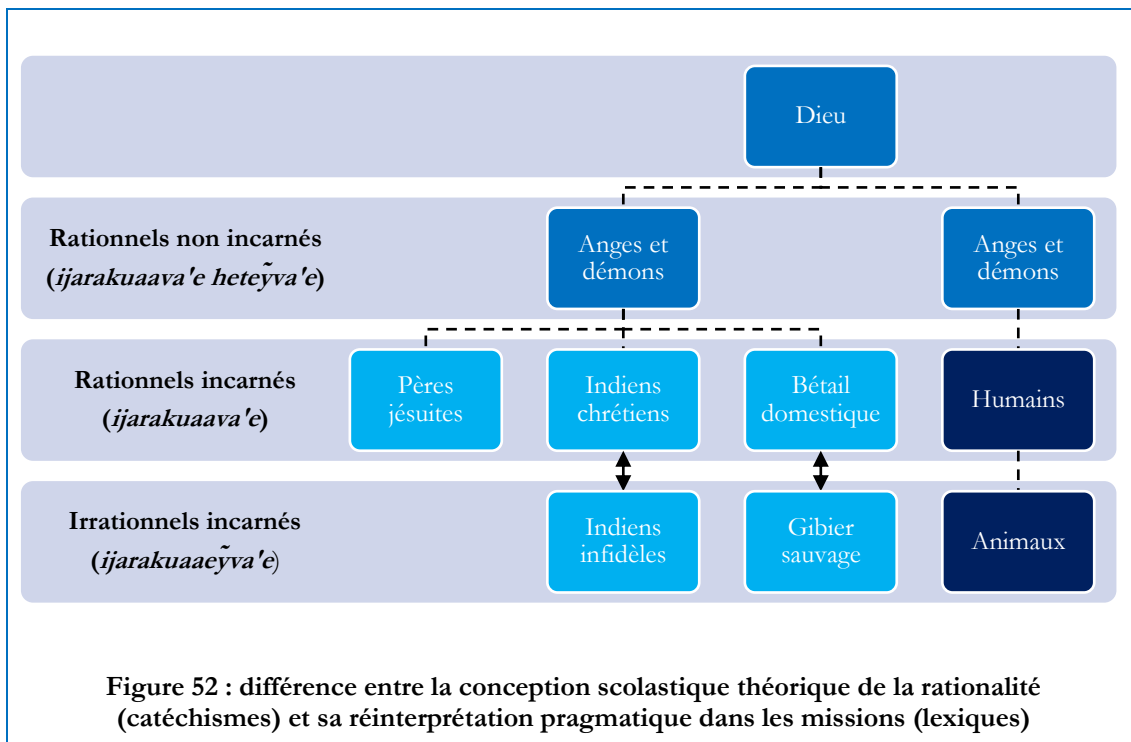 Dieu
Rationnels non incarnés
(ijarakuaava'e heteỹva'e)
Anges et
démons
Anges et
démons
Rationnels incarnés
(ijarakuaava'e)
Pères
jésuites
Indiens
chrétiens
Bétail
domestique
Humains
Irrationnels incarnés
(ijarakuaaeỹva'e)
Indiens
infidèles
Gibier
sauvage
Animaux
Figure 52 : différence entre la conception scolastique théorique de la rationalité
(catéchismes) et sa réinterprétation pragmatique dans les missions (lexiques)